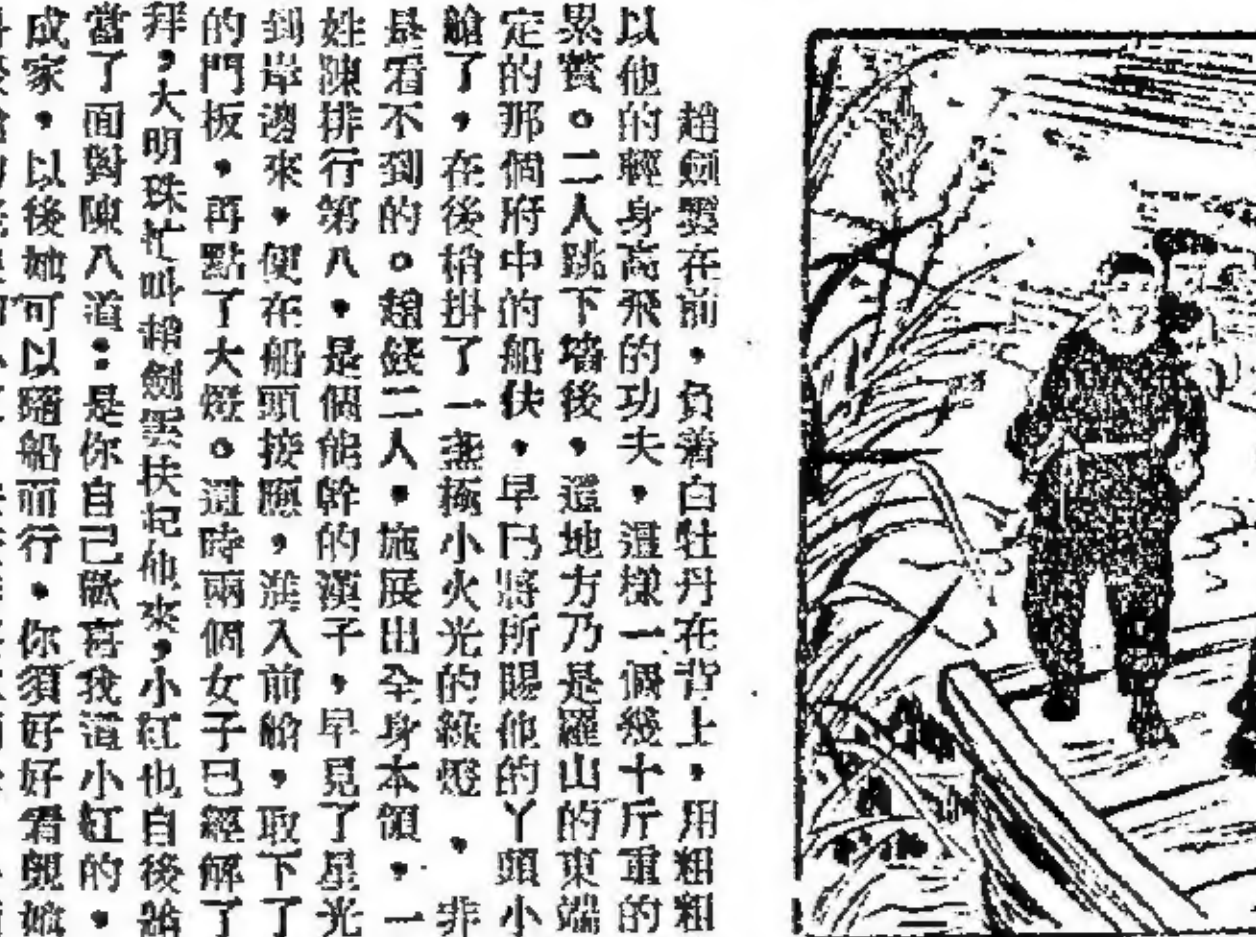 趙劍雲在前，負着白牡丹在背上，用粗粗
以他的輕身高飛的功夫，這樣一個幾十斤重的
累贅。二人跳下墻後，這地方乃是羅山的東端
定的那個府中的船伕，早已將所賜他的丫頭小
艙了，在後梢掛了一盞極小火光的綠燈，非
是看不到的。趙錢二人，施展出全身本領，一
姓陳排行第八，是個能幹的漢子，早見了星光
到岸邊來，便在船頭接應，進入前艙，取下了
的門板，再點了大燈。這時兩個女子已經解了
拜，大明珠忙叫趙劍雲扶起他來，小紅也自後艙
當了面對陳八道：是你自己歡喜我這小紅的，
成家，以後她可以隨船而行，你須好好看覷她